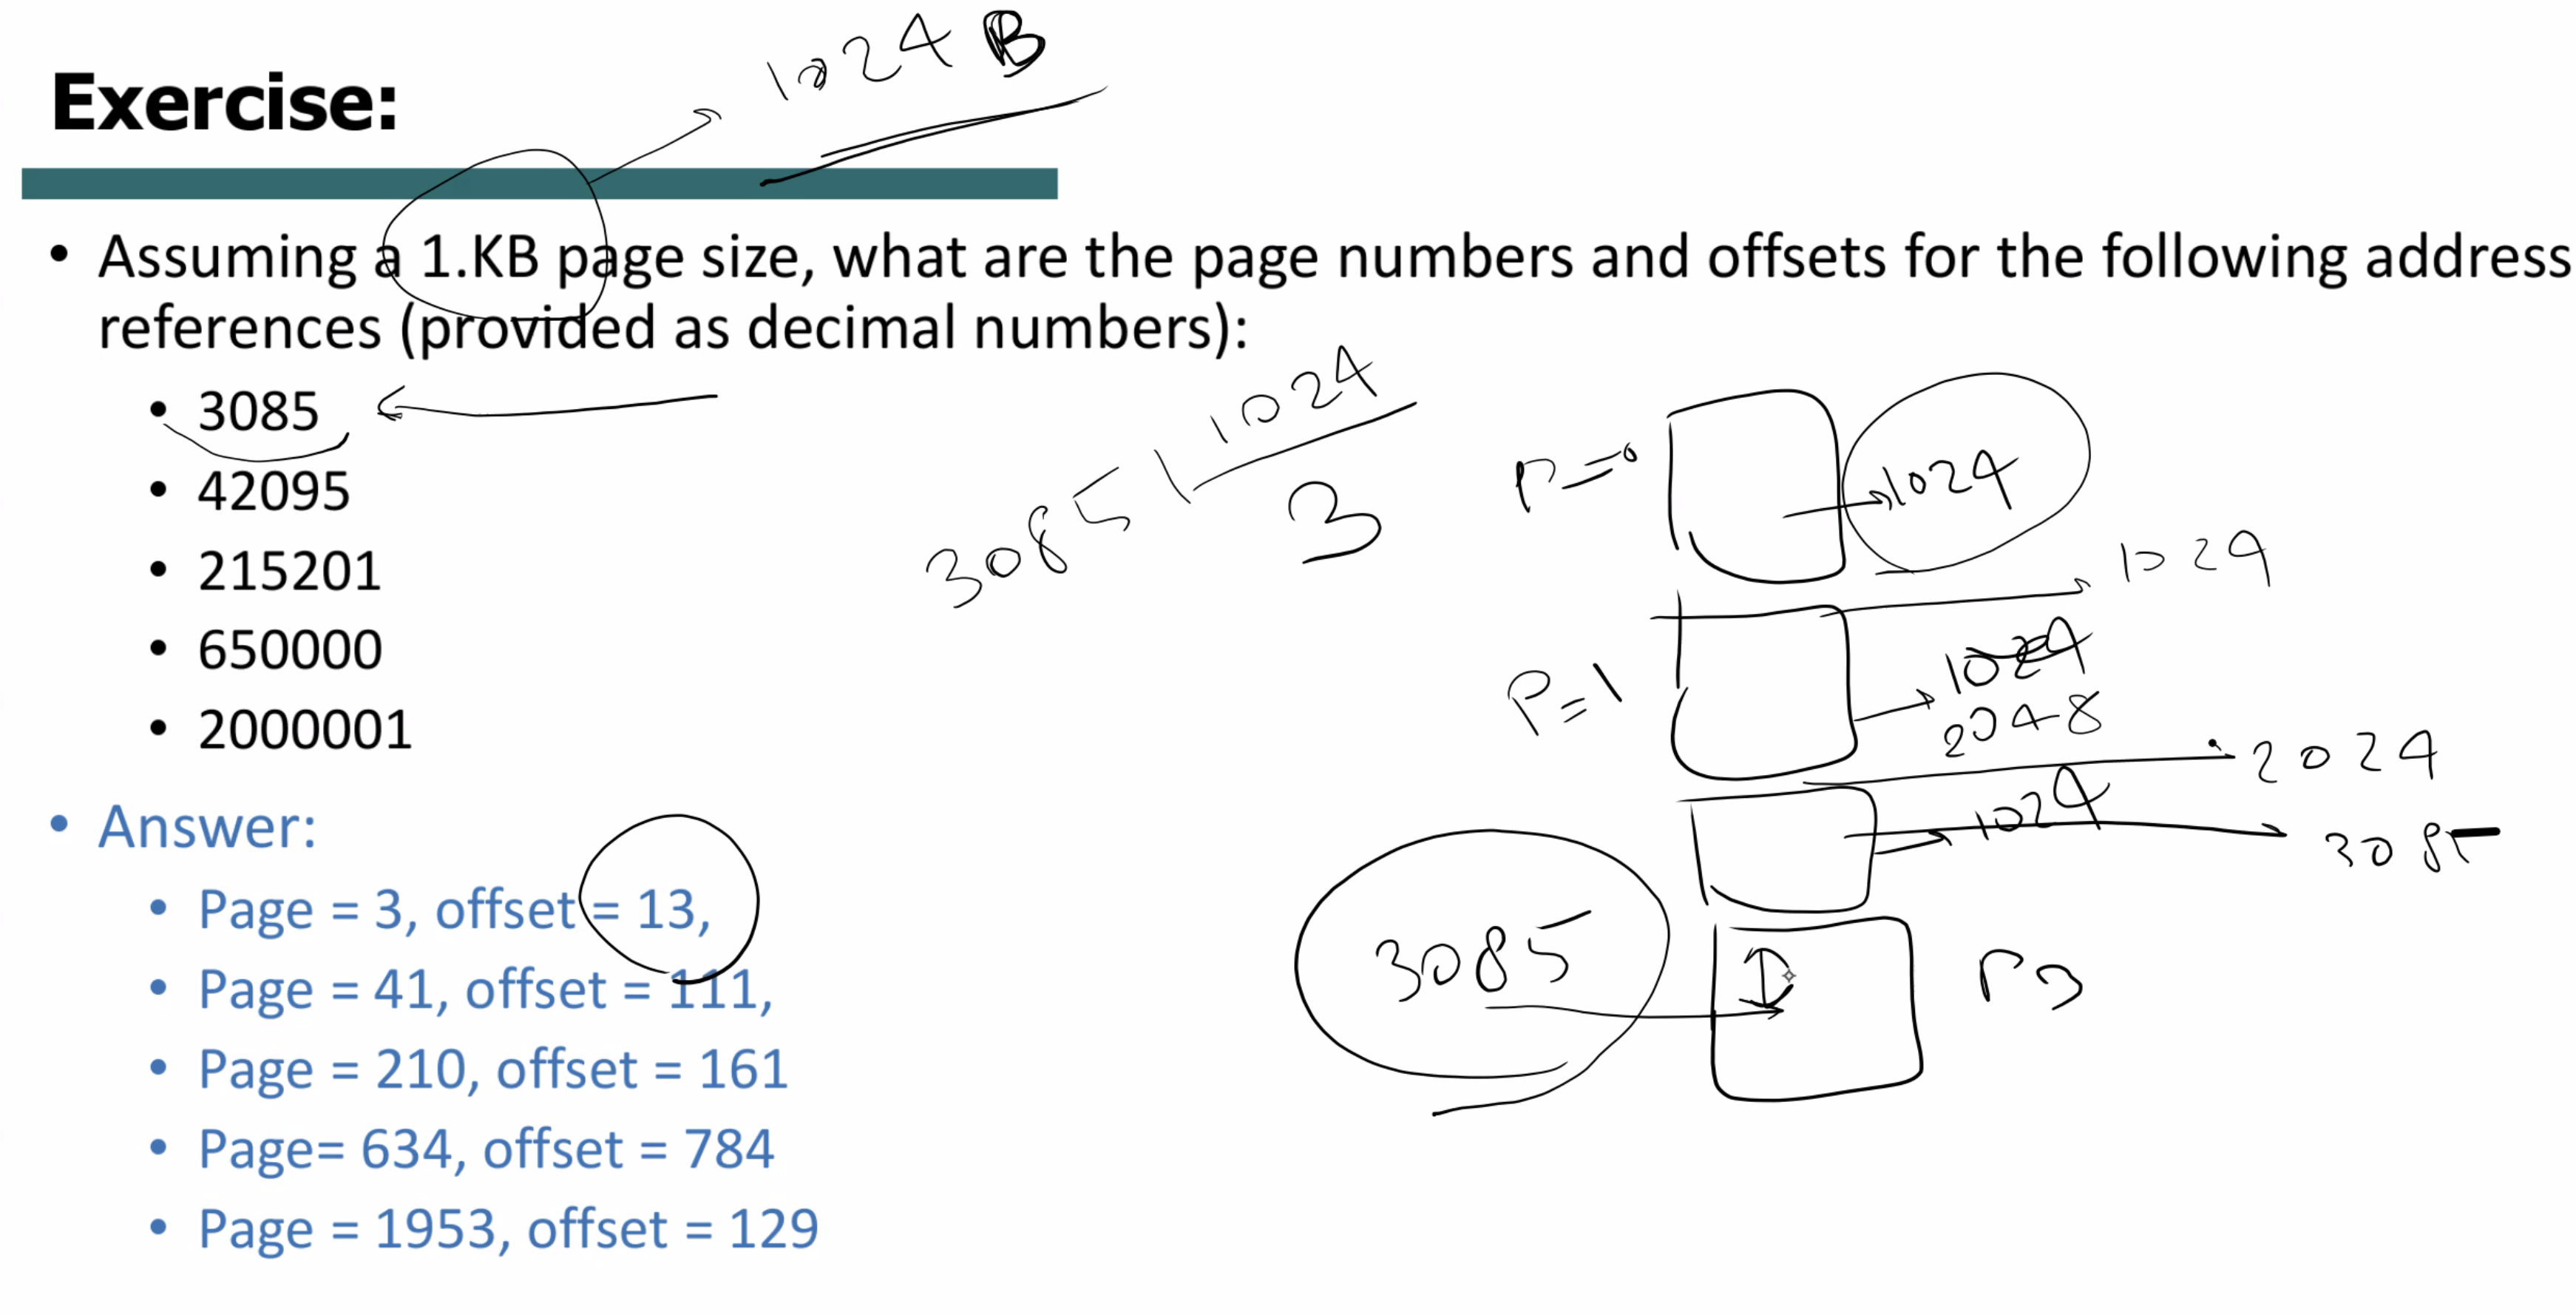 1024 B
Exercise:
• Assuming a 1.KB page size, what are the page numbers and offsets for the following address
references (provided as decimal numbers):
• 3085
• 42095
• 215201
• 650000
• 2000001
3085 1024
3
P=0
1024
1024
P=1
1024
2048
2024
1024
3085
3085
D
P3
• Answer:
• Page = 3, offset = 13,
• Page = 41, offset = 111,
• Page = 210, offset = 161
• Page= 634, offset = 784
• Page = 1953, offset = 129